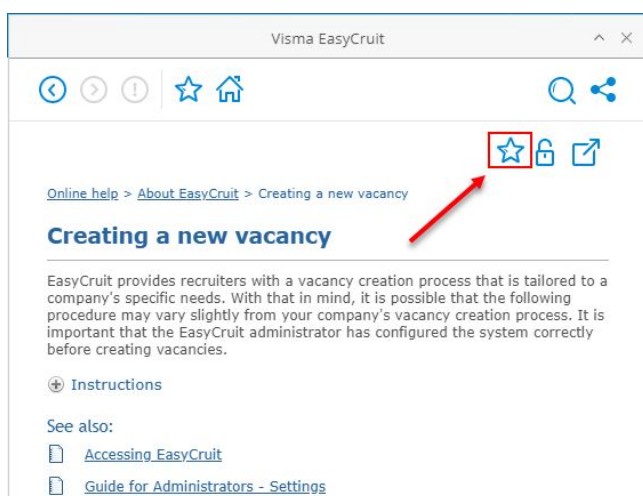 Visma EasyCruit
Online help > About EasyCruit > Creating a new vacancy
Creating a new vacancy
EasyCruit provides recruiters with a vacancy creation process that is tailored to a
company's specific needs. With that in mind, it is possible that the following
procedure may vary slightly from your company's vacancy creation process. It is
important that the EasyCruit administrator has configured the system correctly
before creating vacancies.
Instructions
See also:
Accessing EasyCruit
Guide for Administrators - Settings